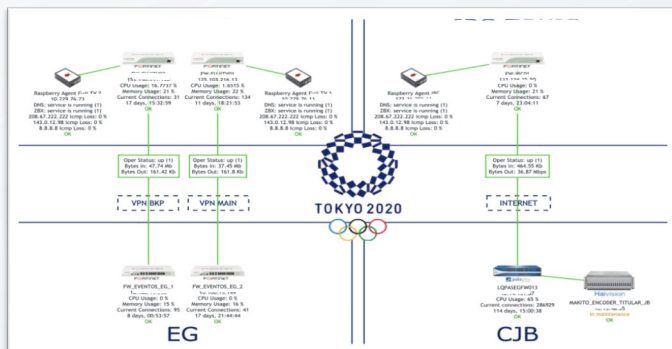 FORTINET
FORTINET
FORTINET
CPU Usage: 16.7737 %
Memory Usage: 21 %
Current Connections: 31
17 days, 15:32:59
OK
CPU Usage: 1.6515 %
Memory Usage: 22 %
Current Connections: 134
11 days, 18:21:53
OK
CPU Usage: 0 %
Memory Usage: 21 %
Current Connections: 67
7 days, 23:04:11
OK
Raspberry Agent
DNS: service is running (1)
ZBX: service is running (1)
208.67.222.222 Icmp Loss: 0 %
143.0.12.98 Icmp Loss: 0 %
8.8.8.8 Icmp Loss: 0 %
OK
Raspberry Agent
DNS: service is running (1)
ZBX: service is running (1)
208.67.222.222 Icmp Loss: 0 %
143.0.12.98 Icmp Loss: 0 %
8.8.8.8 Icmp Loss: 0 %
OK
Raspberry Agent
DNS: service is running (1)
ZBX: service is running (1)
208.67.222.222 Icmp Loss: 0 %
143.0.12.98 Icmp Loss: 0 %
8.8.8.8 Icmp Loss: 0 %
OK
Oper Status: up (1)
Bytes In: 47.74 Mb
Bytes Out: 161.42 Kb
Oper Status: up (1)
Bytes In: 37.45 Mb
Bytes Out: 161.8 Kb
Oper Status: up (1)
Bytes In: 464.55 Kb
Bytes Out: 36.87 Mbps
VPN BKP
VPN MAIN
TOKYO 2020
INTERNET
FW_EVENTOS_EG_1
CPU Usage: 0 %
Memory Usage: 15 %
Current Connections: 95
8 days, 00:53:57
OK
FW_EVENTOS_EG_2
CPU Usage: 0 %
Memory Usage: 16 %
Current Connections: 41
17 days, 21:44:44
OK
CPU Usage: 65 %
Current connections: 286929
114 days, 15:00:38
OK
Haivision
MAKITO_ENCODER_TITULAR_JB
In maintenance
OK
EG
CJB